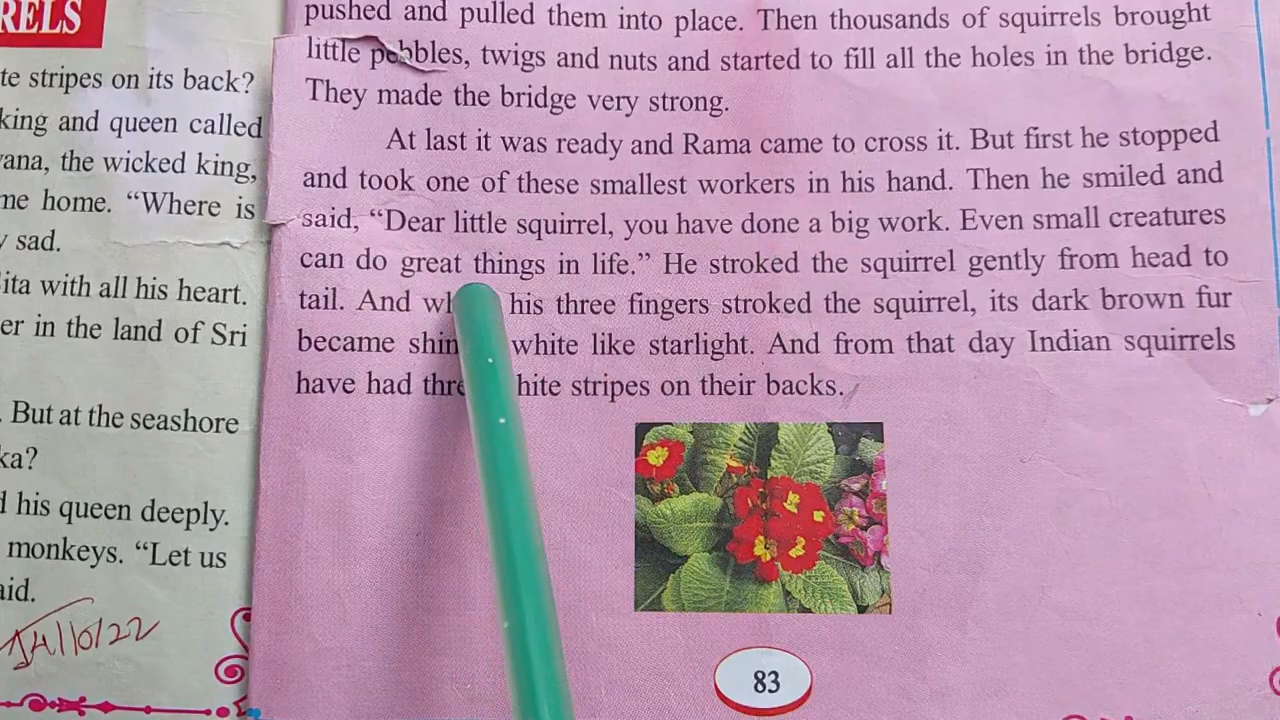 RELS
te stripes on its back?
king and queen called
ana, the wicked king,
me home. “Where is
sad.
ita with all his heart.
er in the land of Sri
. But at the seashore
ka?
his queen deeply.
monkeys. “Let us
aid.
14/10/22
pushed and pulled them into place. Then thousands of squirrels brought
little pebbles, twigs and nuts and started to fill all the holes in the bridge.
They made the bridge very strong.
At last it was ready and Rama came to cross it. But first he stopped
and took one of these smallest workers in his hand. Then he smiled and
said, “Dear little squirrel, you have done a big work. Even small creatures
can do great things in life.” He stroked the squirrel gently from head to
tail. And his three fingers stroked the squirrel, its dark brown fur
became white like starlight. And from that day Indian squirrels
have had stripes on their backs.
83